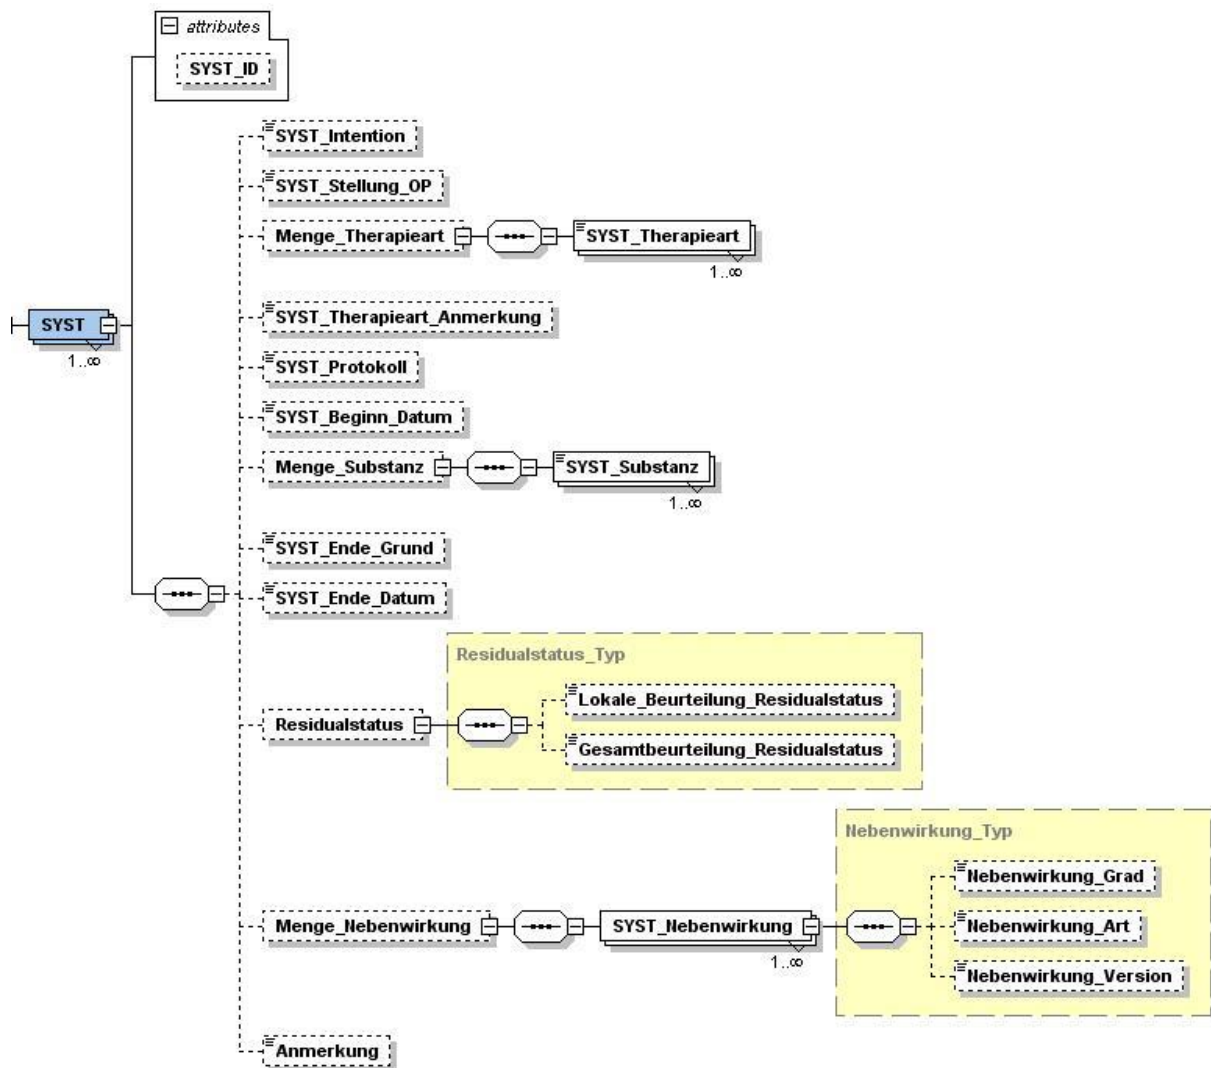 attributes
SYST_ID
SYST_Intention
SYST_Stellung_OP
Menge_Therapieart
SYST_Therapieart
1..∞
SYST_Therapieart_Anmerkung
SYST
1..∞
SYST_Protokoll
SYST_Beginn_Datum
Menge_Substanz
SYST_Substanz
1..∞
SYST_Ende_Grund
SYST_Ende_Datum
Residualstatus_Typ
Lokale_Beurteilung_Residualstatus
Residualstatus
Gesamtbeurteilung_Residualstatus
Nebenwirkung_Typ
Nebenwirkung_Grad
Menge_Nebenwirkung
SYST_Nebenwirkung
1..∞
Nebenwirkung_Art
Nebenwirkung_Version
Anmerkung